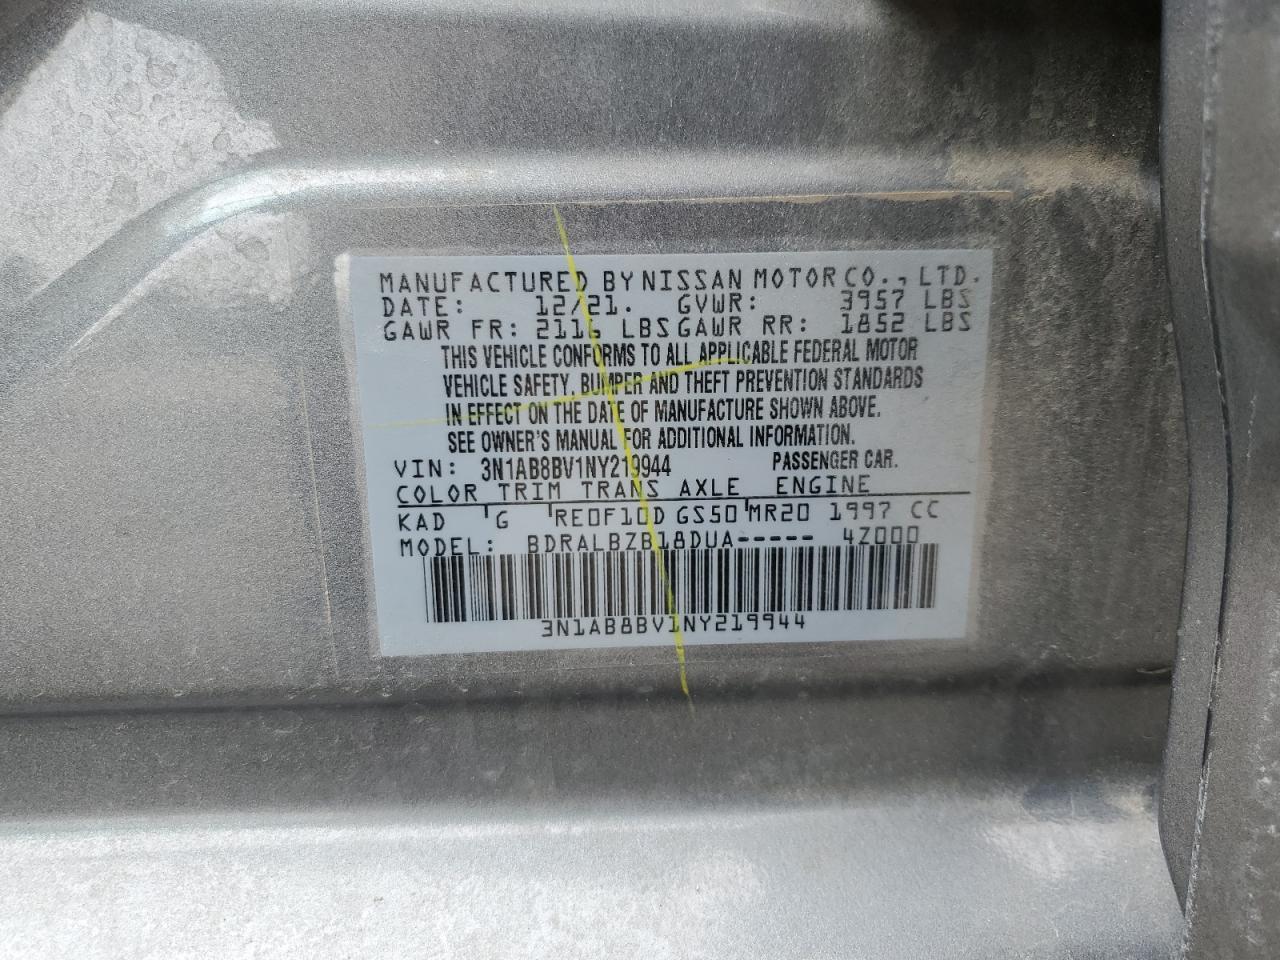 MANUFACTURED BY NISSAN MOTOR CO., LTD.
DATE: 12/21. GVWR: 3957 LBS
GAWR FR: 2116 LBS GAWR RR: 1852 LBS
THIS VEHICLE CONFORMS TO ALL APPLICABLE FEDERAL MOTOR
VEHICLE SAFETY, BUMPER AND THEFT PREVENTION STANDARDS
IN EFFECT ON THE DATE OF MANUFACTURE SHOWN ABOVE.
SEE OWNER'S MANUAL FOR ADDITIONAL INFORMATION.
VIN: 3N1AB8BV1NY219944 PASSENGER CAR.
COLOR TRIM TRANS AXLE ENGINE
KAD G RE0F10D GS50 MR20 1997 CC
MODEL: BDRALBZB18DUA----- 4Z000
3N1AB8BV1NY219944